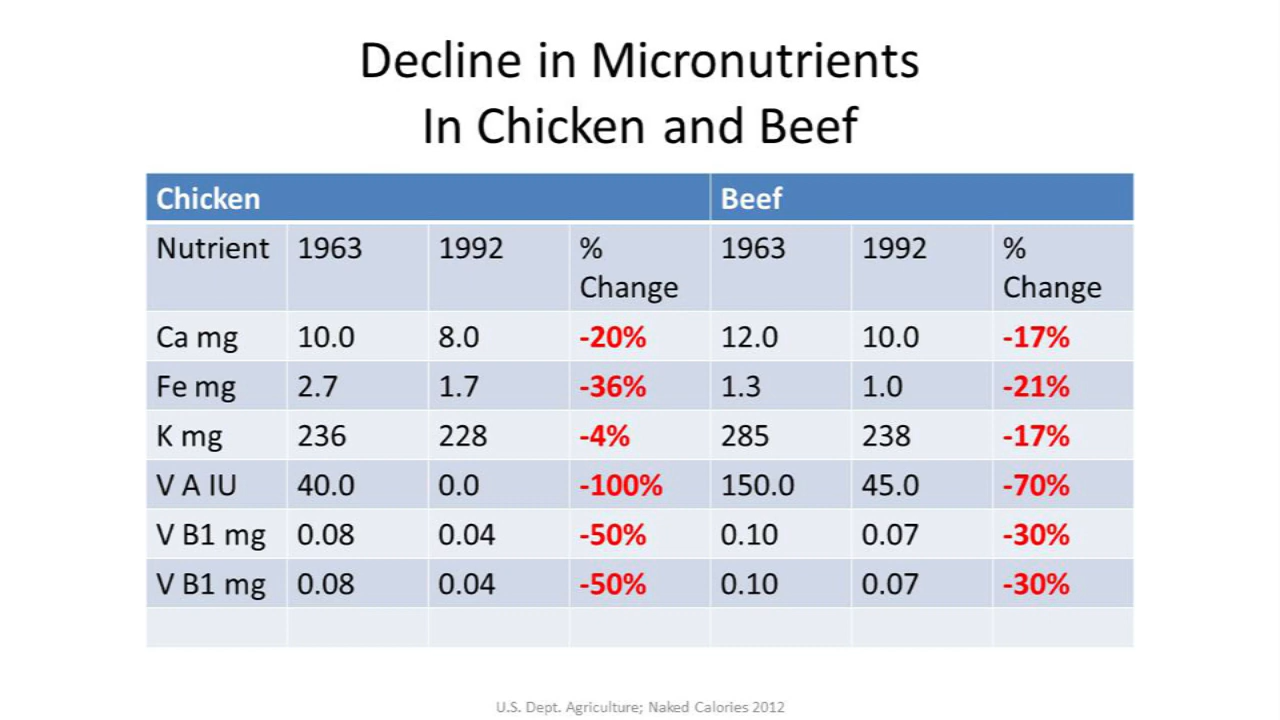 Decline in Micronutrients
In Chicken and Beef
Chicken Beef
Nutrient 1963 1992 % Change 1963 1992 % Change
Ca mg 10.0 8.0 -20% 12.0 10.0 -17%
Fe mg 2.7 1.7 -36% 1.3 1.0 -21%
K mg 236 228 -4% 285 238 -17%
V A IU 40.0 0.0 -100% 150.0 45.0 -70%
V B1 mg 0.08 0.04 -50% 0.10 0.07 -30%
V B1 mg 0.08 0.04 -50% 0.10 0.07 -30%
U.S. Dept. Agriculture; Naked Calories 2012